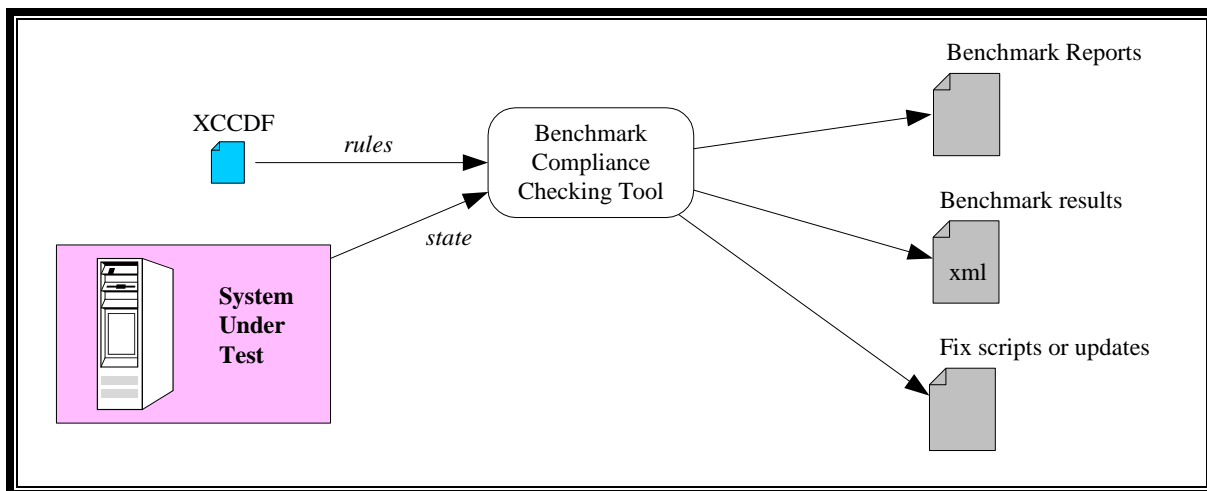 XCCDF
rules
state
System
Under
Test
Benchmark
Compliance
Checking Tool
Benchmark Reports
Benchmark results
xml
Fix scripts or updates